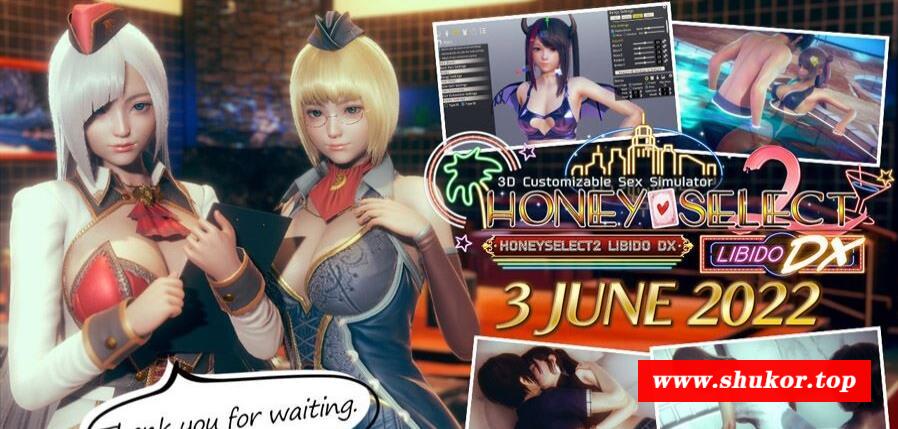 3D Customizable Sex Simulator
HONEY SELECT 2
HONEYSELECT2 LIBIDO DX
LIBIDO DX
3 JUNE 2022
www.shukor.top
Thank you for waiting.